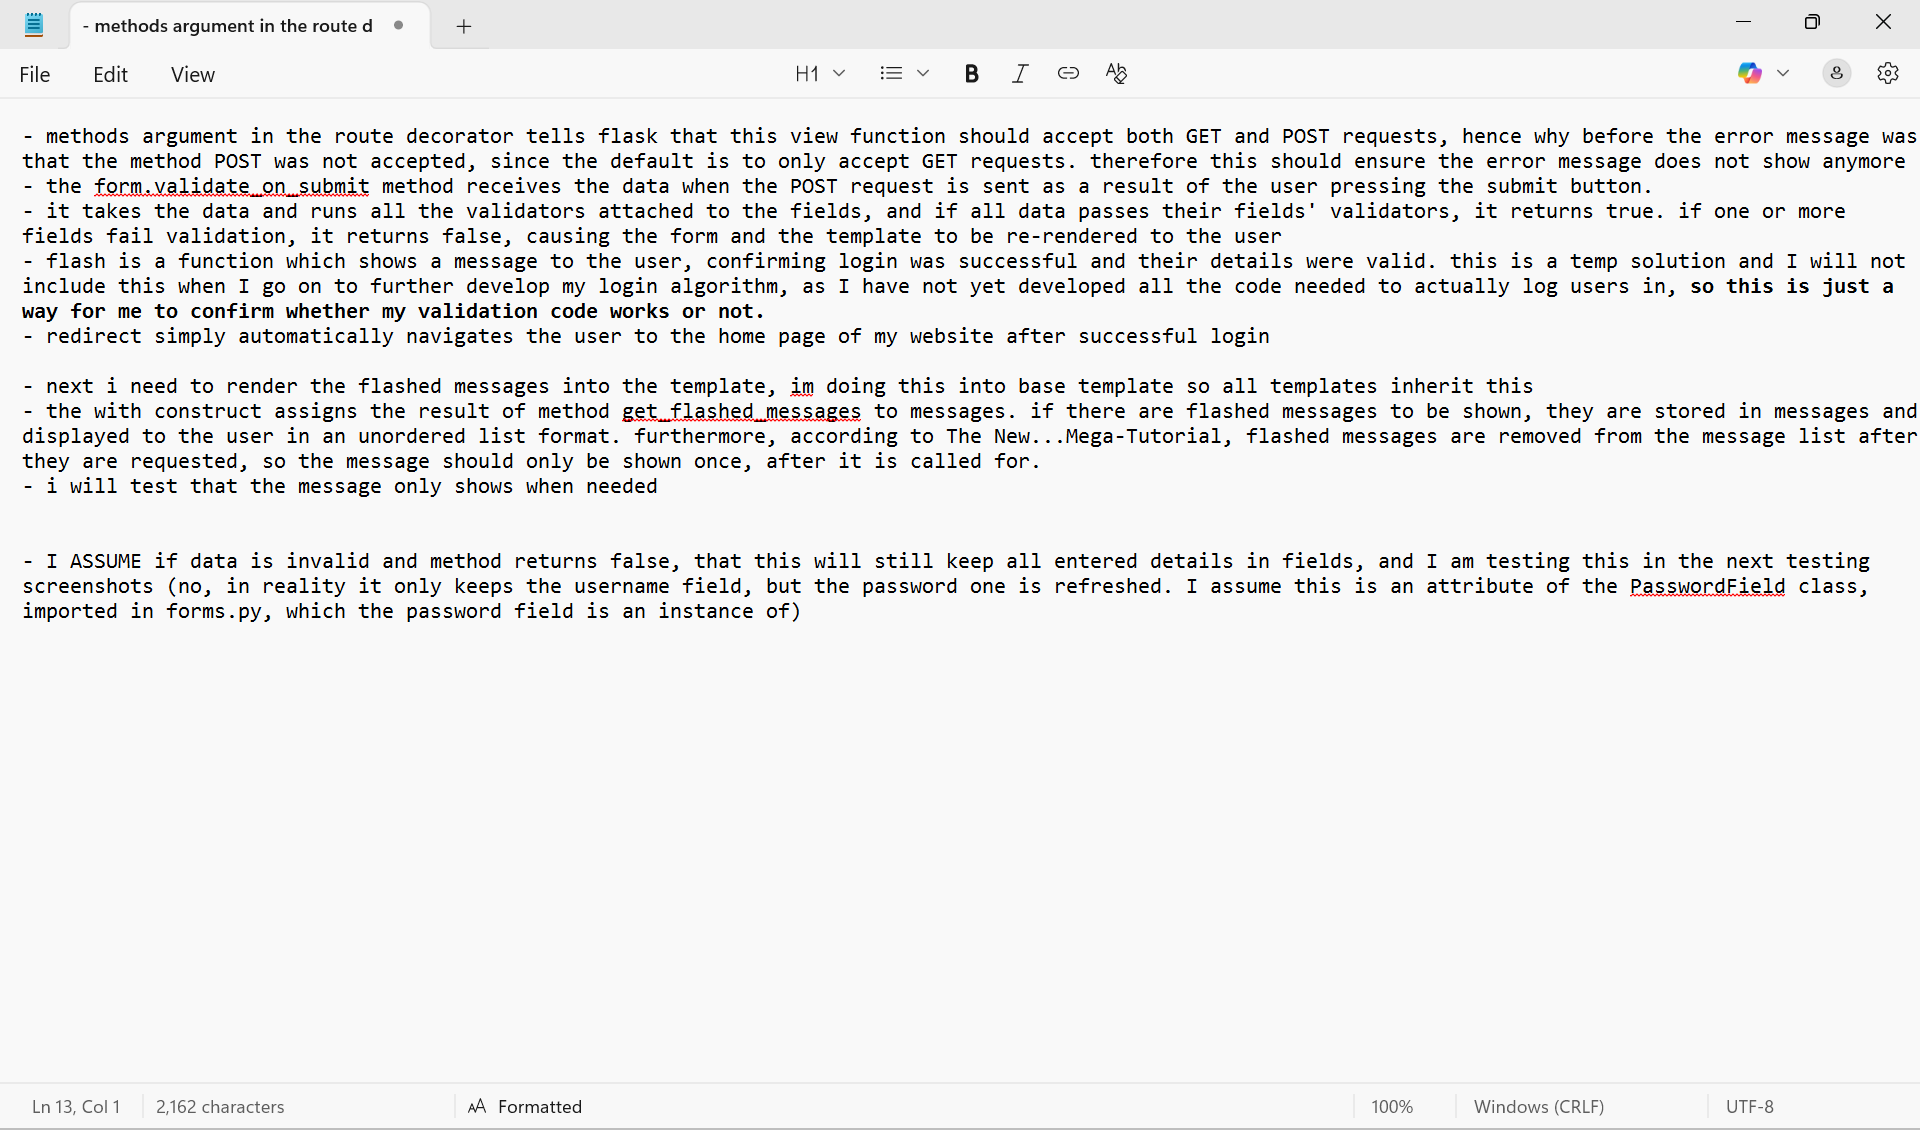 - methods argument in the route d
File Edit View H1
- methods argument in the route decorator tells flask that this view function should accept both GET and POST requests, hence why before the error message was
that the method POST was not accepted, since the default is to only accept GET requests. therefore this should ensure the error message does not show anymore
- the form.validate_on_submit method receives the data when the POST request is sent as a result of the user pressing the submit button.
- it takes the data and runs all the validators attached to the fields, and if all data passes their fields' validators, it returns true. if one or more
fields fail validation, it returns false, causing the form and the template to be re-rendered to the user
- flash is a function which shows a message to the user, confirming login was successful and their details were valid. this is a temp solution and I will not
include this when I go on to further develop my login algorithm, as I have not yet developed all the code needed to actually log users in, so this is just a
way for me to confirm whether my validation code works or not.
- redirect simply automatically navigates the user to the home page of my website after successful login
- next i need to render the flashed messages into the template, im doing this into base template so all templates inherit this
- the with construct assigns the result of method get_flashed_messages to messages. if there are flashed messages to be shown, they are stored in messages and
displayed to the user in an unordered list format. furthermore, according to The New...Mega-Tutorial, flashed messages are removed from the message list after
they are requested, so the message should only be shown once, after it is called for.
- i will test that the message only shows when needed
- I ASSUME if data is invalid and method returns false, that this will still keep all entered details in fields, and I am testing this in the next testing
screenshots (no, in reality it only keeps the username field, but the password one is refreshed. I assume this is an attribute of the PasswordField class,
imported in forms.py, which the password field is an instance of)
Ln 13, Col 1 2,162 characters Formatted 100% Windows (CRLF) UTF-8